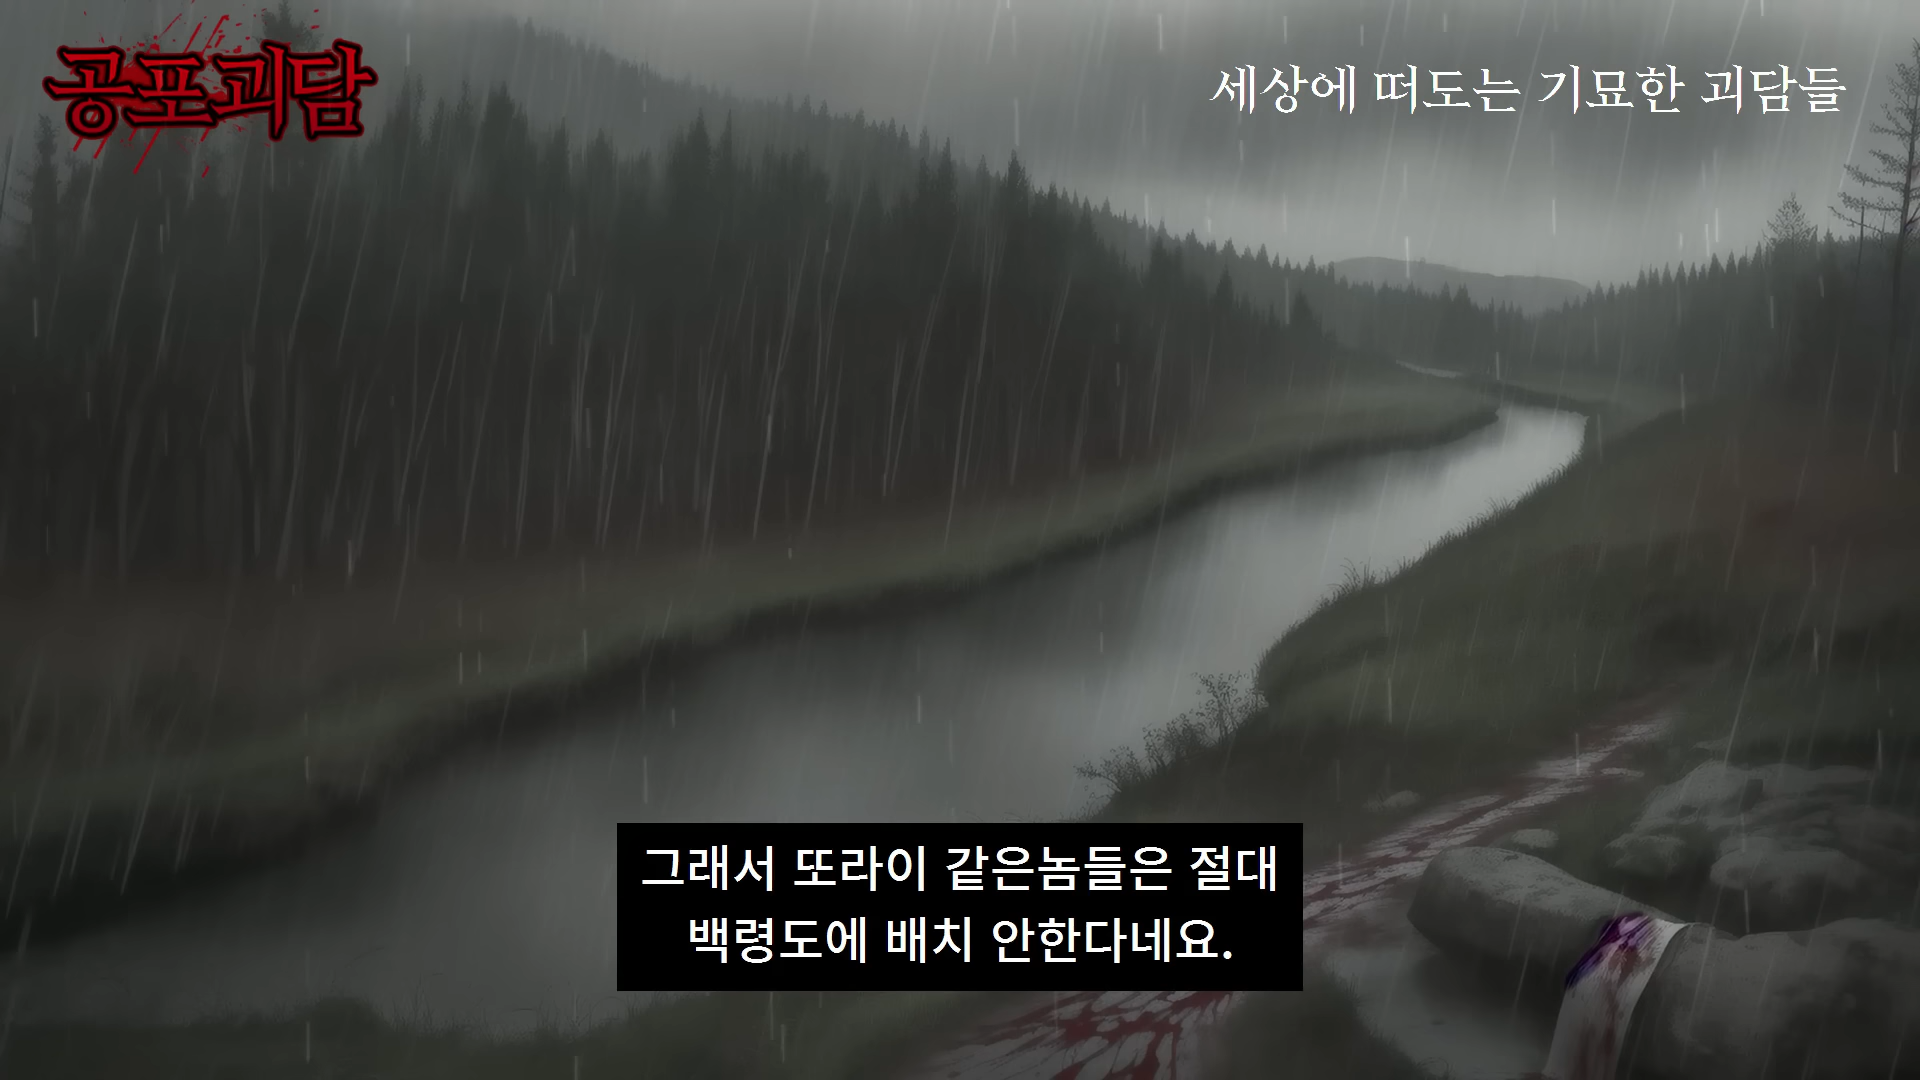 공포괴담
세상에 떠도는 기묘한 괴담들
그래서 또라이 같은놈들은 절대
백령도에 배치 안한다네요.